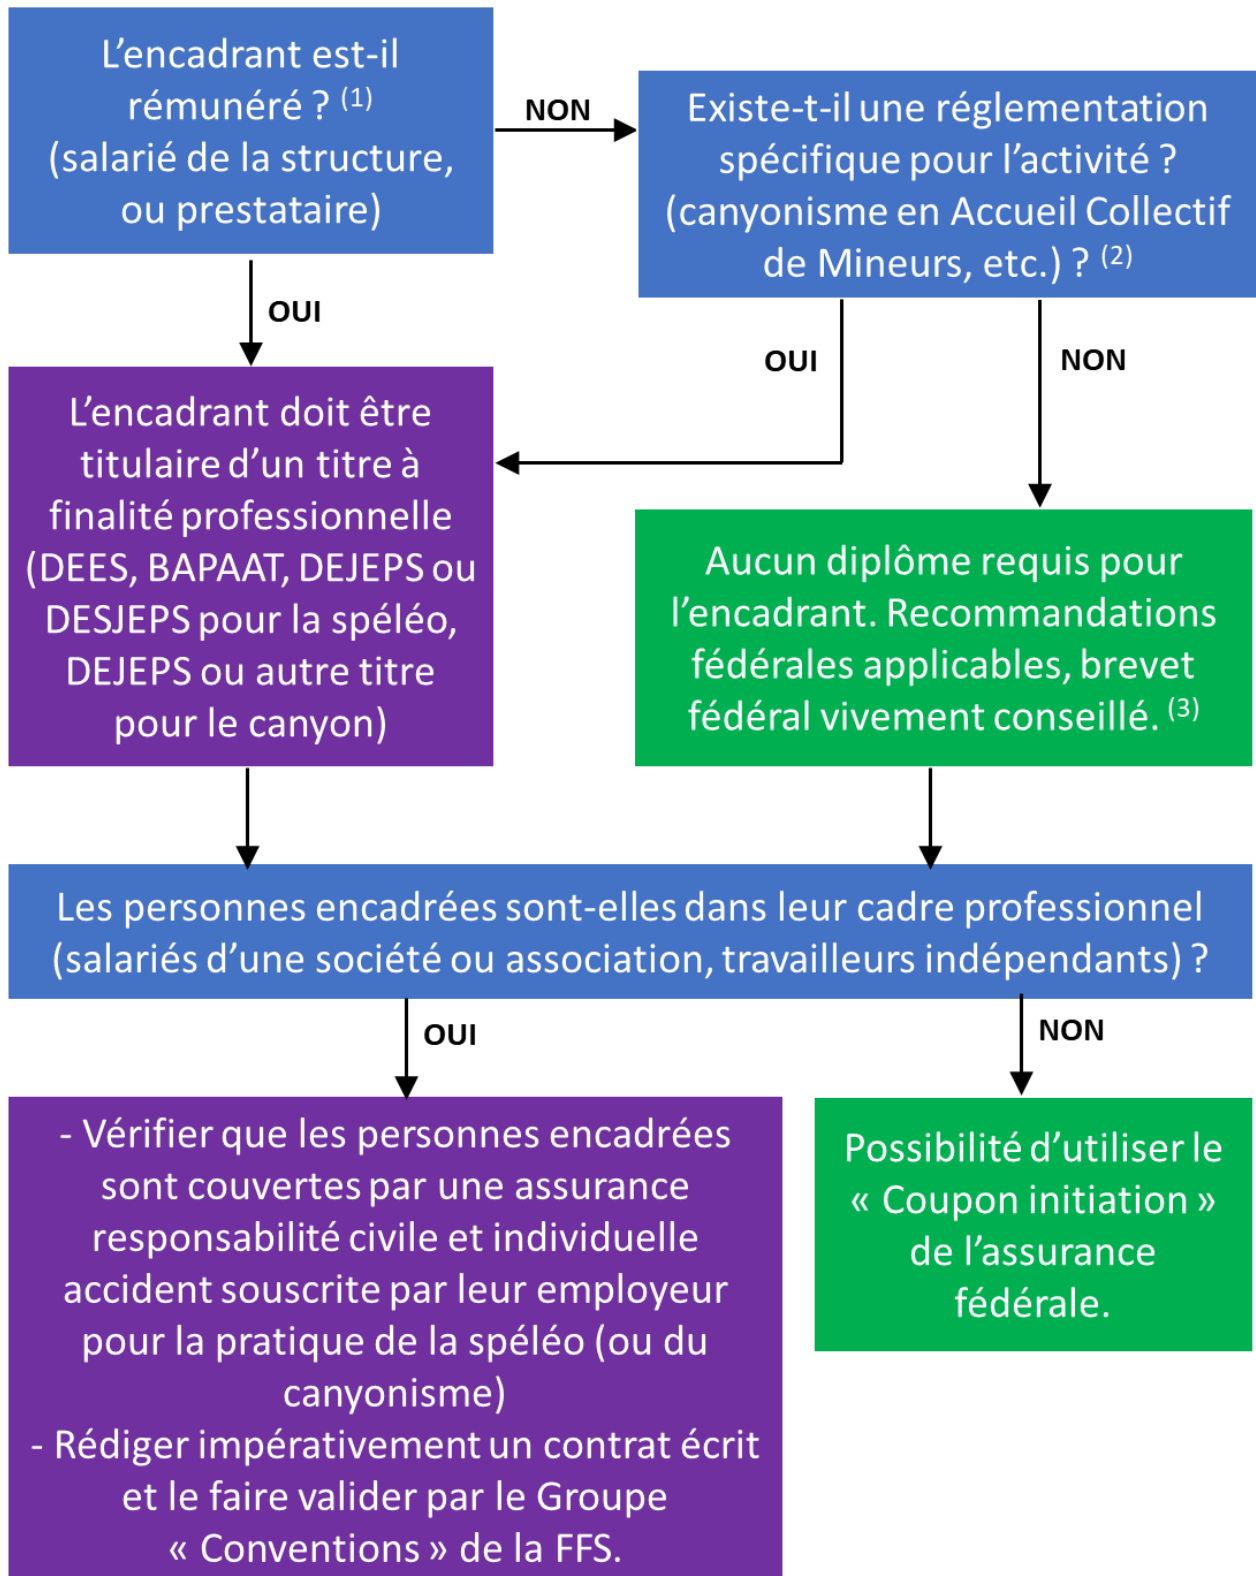 L’encadrant est-il
rémunéré ? (1)
(salarié de la structure,
ou prestataire)
NON
Existe-t-il une réglementation
spécifique pour l’activité ?
(canyonisme en Accueil Collectif
de Mineurs, etc.) ? (2)
OUI
OUI
NON
L’encadrant doit être
titulaire d’un titre à
finalité professionnelle
(DEES, BAPAAT, DEJEPS ou
DESJEPS pour la spéléo,
DEJEPS ou autre titre
pour le canyon)
Aucun diplôme requis pour
l’encadrant. Recommandations
fédérales applicables, brevet
fédéral vivement conseillé. (3)
Les personnes encadrées sont-elles dans leur cadre professionnel
(salariés d’une société ou association, travailleurs indépendants) ?
OUI
NON
- Vérifier que les personnes encadrées
sont couvertes par une assurance
responsabilité civile et individuelle
accident souscrite par leur employeur
pour la pratique de la spéléo (ou du
canyonisme)
- Rédiger impérativement un contrat écrit
et le faire valider par le Groupe
« Conventions » de la FFS.
Possibilité d’utiliser le
« Coupon initiation »
de l’assurance
fédérale.